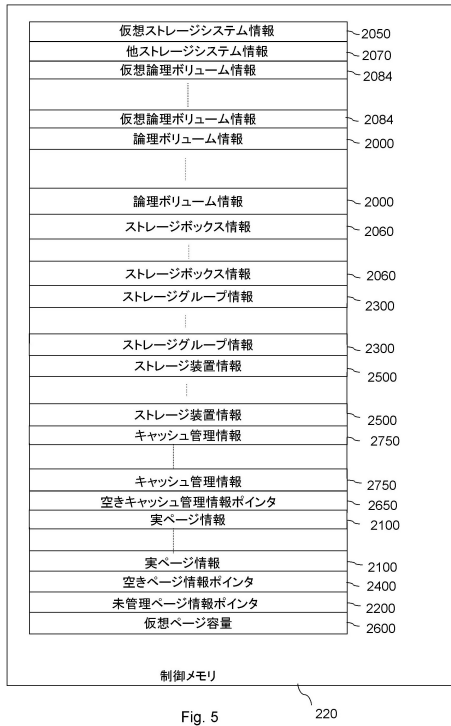 仮想ストレージシステム情報 2050
他ストレージシステム情報 2070
仮想論理ボリューム情報 2084
仮想論理ボリューム情報 2084
論理ボリューム情報 2000
論理ボリューム情報 2000
ストレージボックス情報 2060
ストレージボックス情報 2060
ストレージグループ情報 2300
ストレージグループ情報 2300
ストレージ装置情報 2500
ストレージ装置情報 2500
キャッシュ管理情報 2750
キャッシュ管理情報 2750
空きキャッシュ管理情報ポインタ 2650
実ページ情報 2100
実ページ情報 2100
空きページ情報ポインタ 2400
未管理ページ情報ポインタ 2200
仮想ページ容量 2600
制御メモリ
220
Fig. 5